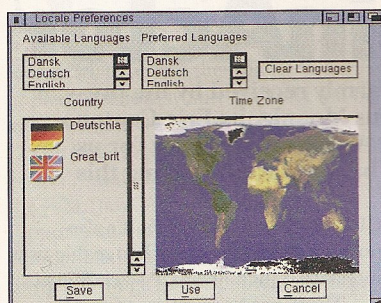 Locale Preferences
Available Languages Preferred Languages
Dansk
Deutsch
English
Dansk
Deutsch
English
Clear Languages
Country
Time Zone
Deutschla
Great_brit
Save
Use
Cancel